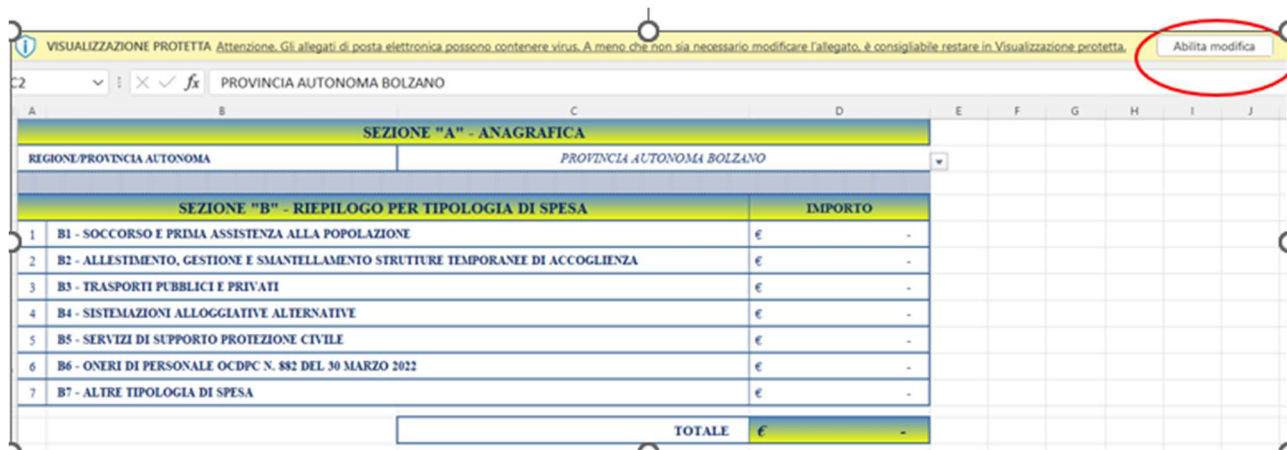 VISUALIZZAZIONE PROTETTA Attenzione. Gli allegati di posta elettronica possono contenere virus. A meno che non sia necessario modificare l'allegato, è consigliabile restare in Visualizzazione protetta. Abilita modifica
C2 fx PROVINCIA AUTONOMA BOLZANO
A B C D E F G H I J
SEZIONE "A" - ANAGRAFICA
REGIONE/PROVINCIA AUTONOMA PROVINCIA AUTONOMA BOLZANO
SEZIONE "B" - RIEPILOGO PER TIPOLOGIA DI SPESA IMPORTO
1 B1 - SOCCORSO E PRIMA ASSISTENZA ALLA POPOLAZIONE € -
2 B2 - ALLESTIMENTO, GESTIONE E SMANTELLAMENTO STRUTTURE TEMPORANEE DI ACCOGLIENZA € -
3 B3 - TRASPORTI PUBBLICI E PRIVATI € -
4 B4 - SISTEMAZIONI ALLOGGIATIVE ALTERNATIVE € -
5 B5 - SERVIZI DI SUPPORTO PROTEZIONE CIVILE € -
6 B6 - ONERI DI PERSONALE OCDPC N. 882 DEL 30 MARZO 2022 € -
7 B7 - ALTRE TIPOLOGIA DI SPESA € -
TOTALE € -